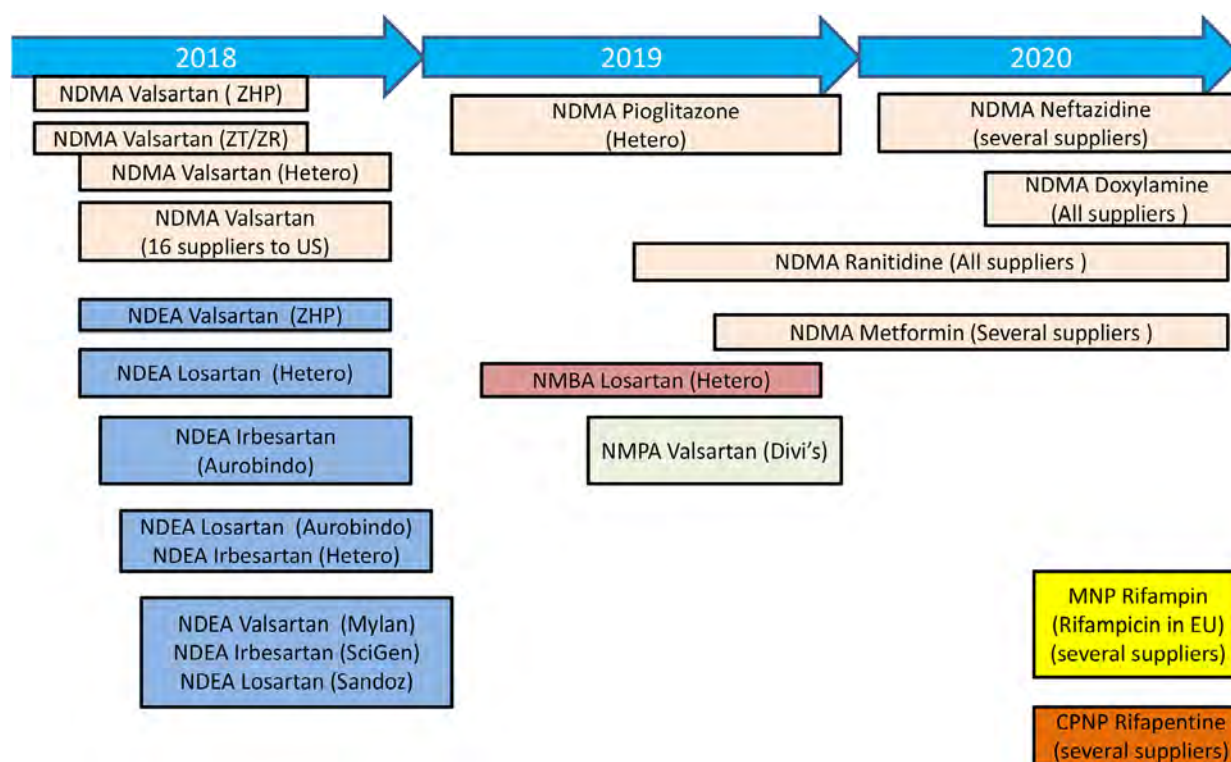 2018
2019
2020
NDMA Valsartan ( ZHP)
NDMA Valsartan (ZT/ZR)
NDMA Valsartan (Hetero)
NDMA Valsartan
(16 suppliers to US)
NDEA Valsartan (ZHP)
NDEA Losartan (Hetero)
NDEA Irbesartan
(Aurobindo)
NDEA Losartan (Aurobindo)
NDEA Irbesartan (Hetero)
NDEA Valsartan (Mylan)
NDEA Irbesartan (SciGen)
NDEA Losartan (Sandoz)
NDMA Pioglitazone
(Hetero)
NDMA Neftazidine
(several suppliers)
NDMA Doxylamine
(All suppliers )
NDMA Ranitidine (All suppliers )
NDMA Metformin (Several suppliers )
NMBA Losartan (Hetero)
NMPA Valsartan (Divi's)
MNP Rifampin
(Rifampicin in EU)
(several suppliers)
CPNP Rifapentine
(several suppliers)